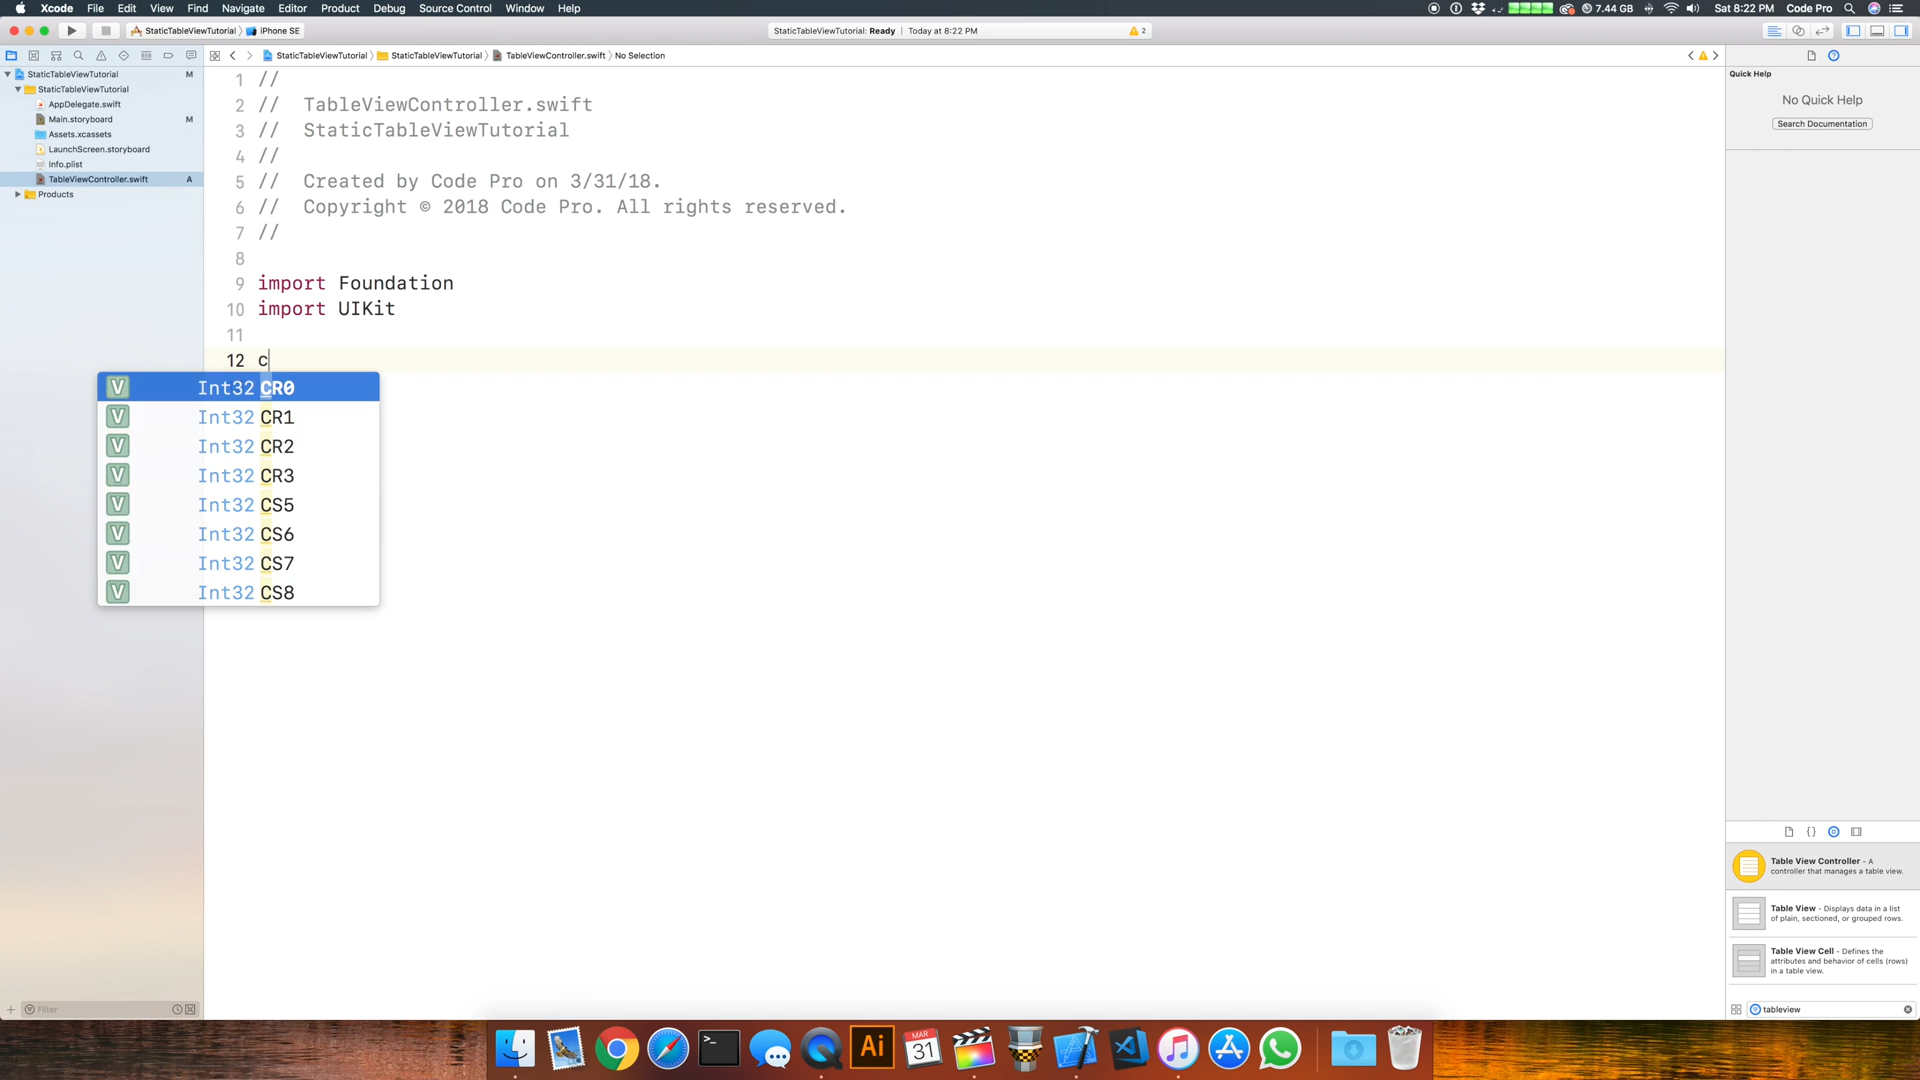 Xcode File Edit View Find Navigate Editor Product Debug Source Control Window Help 7.44 GB Sat 8:22 PM Code Pro
StaticTableViewTutorial iPhone SE StaticTableViewTutorial: Ready | Today at 8:22 PM 2
StaticTableViewTutorial StaticTableViewTutorial TableViewController.swift No Selection
StaticTableViewTutorial M
StaticTableViewTutorial
AppDelegate.swift
Main.storyboard M
Assets.xcassets
LaunchScreen.storyboard
Info.plist
TableViewController.swift A
Products
Filter
1 //
2 // TableViewController.swift
3 // StaticTableViewTutorial
4 //
5 // Created by Code Pro on 3/31/18.
6 // Copyright © 2018 Code Pro. All rights reserved.
7 //
8
9 import Foundation
10 import UIKit
11
12 c
V Int32 CR0
V Int32 CR1
V Int32 CR2
V Int32 CR3
V Int32 CS5
V Int32 CS6
V Int32 CS7
V Int32 CS8
Quick Help
No Quick Help
Search Documentation
{}
Table View Controller - A
controller that manages a table view.
Table View - Displays data in a list
of plain, sectioned, or grouped rows.
Table View Cell - Defines the
attributes and behavior of cells (rows)
in a table view.
tableview
>_
Ai
MAR
31